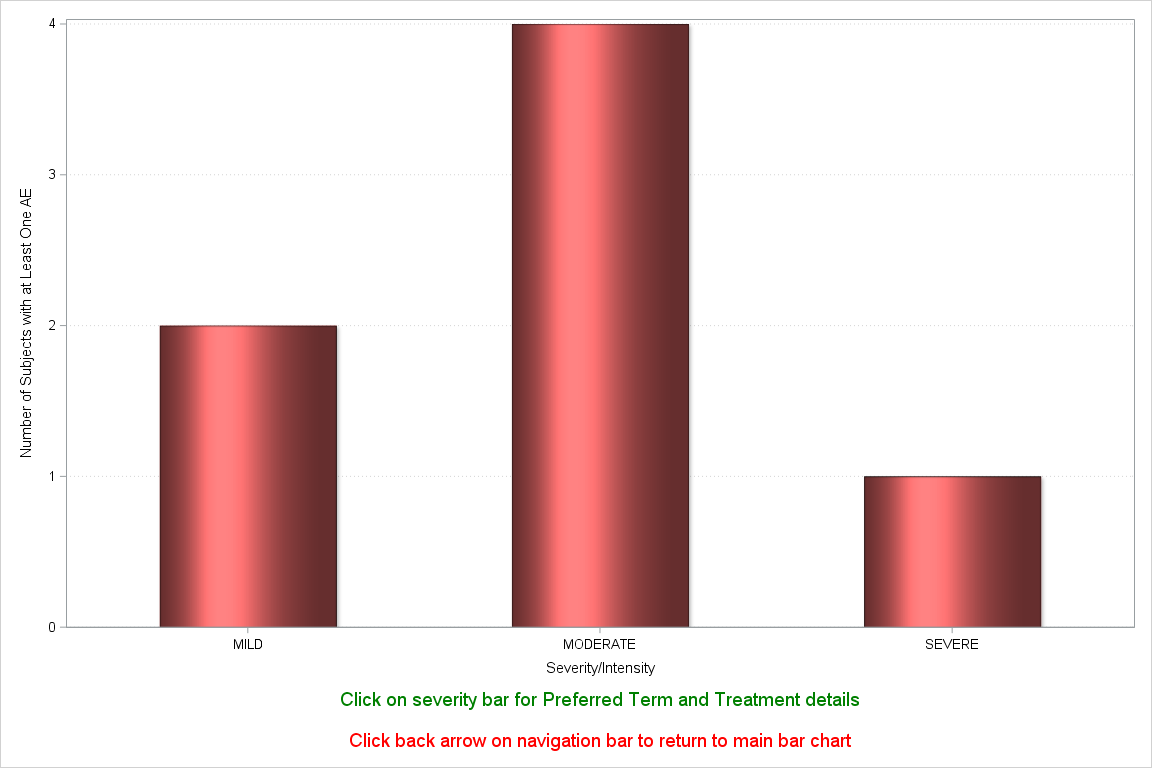 4
3
2
1
0
Number of Subjects with at Least One AE
MILD
MODERATE
SEVERE
Severity/Intensity
Click on severity bar for Preferred Term and Treatment details
Click back arrow on navigation bar to return to main bar chart